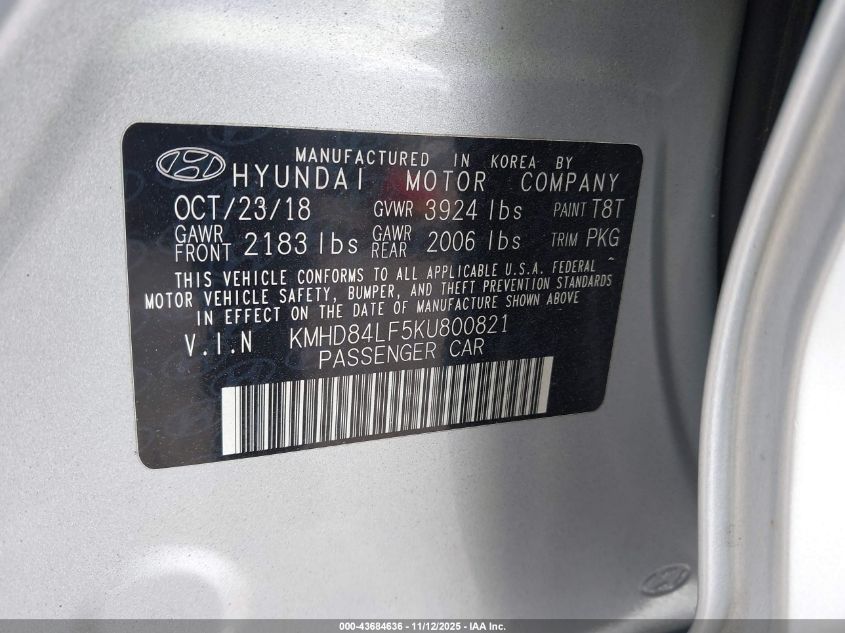 MANUFACTURED IN KOREA BY
HYUNDAI MOTOR COMPANY
OCT/23/18 GVWR 3924 lbs PAINT T8T
GAWR FRONT 2183 lbs GAWR REAR 2006 lbs TRIM PKG
THIS VEHICLE CONFORMS TO ALL APPLICABLE U.S.A. FEDERAL
MOTOR VEHICLE SAFETY, BUMPER, AND THEFT PREVENTION STANDARDS
IN EFFECT ON THE DATE OF MANUFACTURE SHOWN ABOVE
V.I.N KMHD84LF5KU800821
PASSENGER CAR
000-43684636 - 11/12/2025 - IAA Inc.